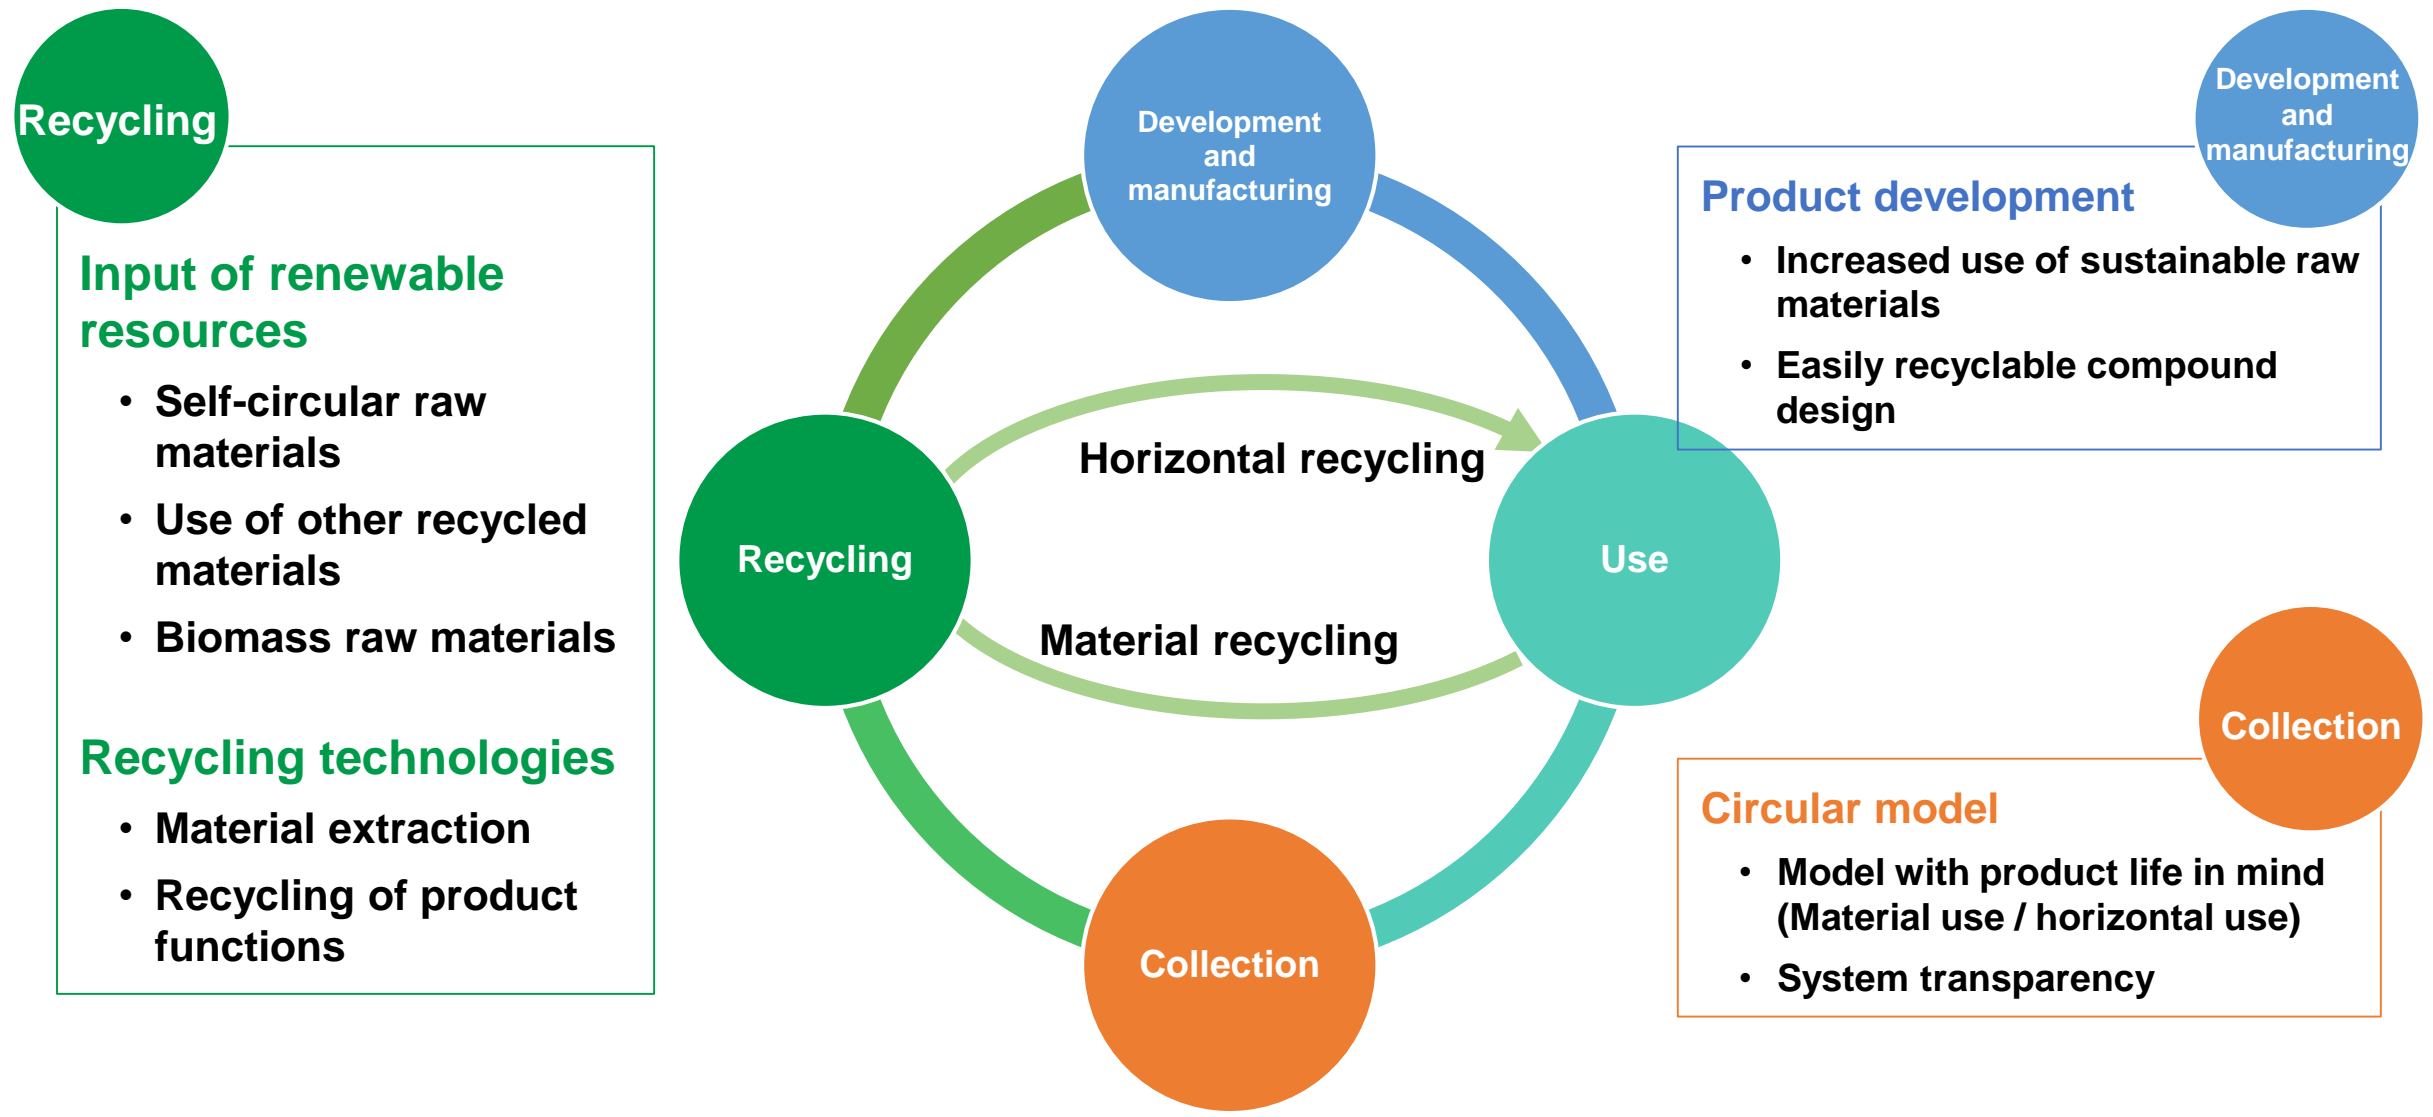 Recycling
Input of renewable
resources
• Self-circular raw
materials
• Use of other recycled
materials
• Biomass raw materials
Recycling technologies
• Material extraction
• Recycling of product
functions
Development
and
manufacturing
Horizontal recycling
Recycling
Use
Material recycling
Collection
Development
and
manufacturing
Product development
• Increased use of sustainable raw
materials
• Easily recyclable compound
design
Collection
Circular model
• Model with product life in mind
(Material use / horizontal use)
• System transparency